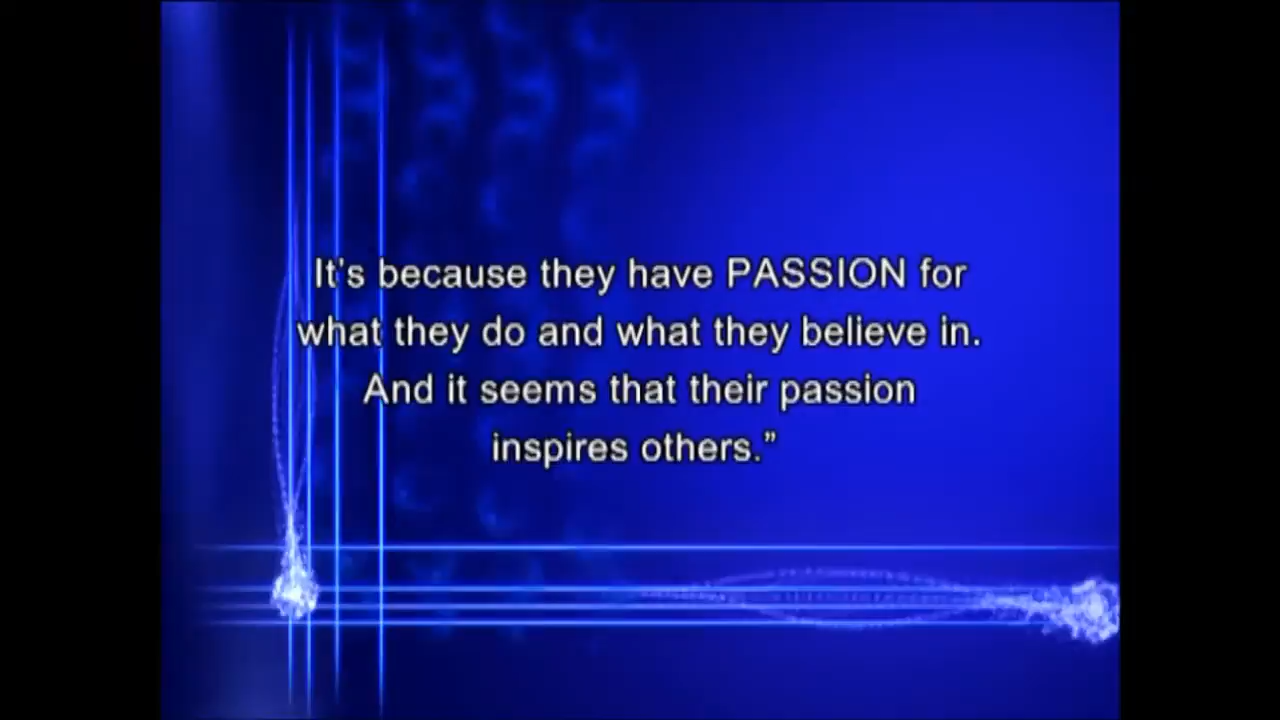 It's because they have PASSION for
what they do and what they believe in.
And it seems that their passion
inspires others.”